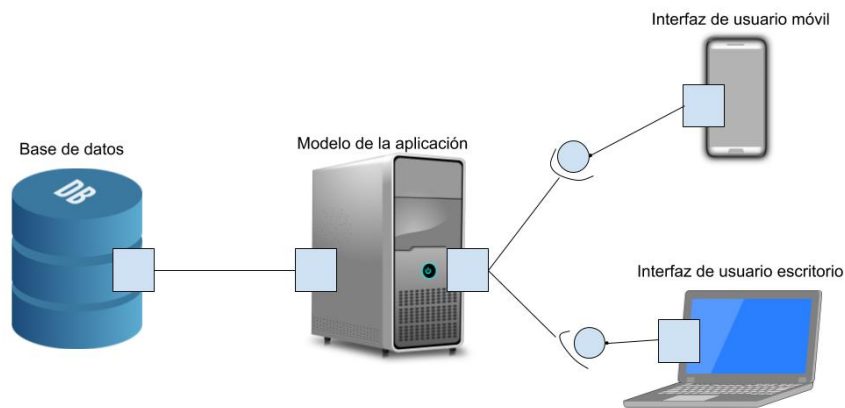 Interfaz de usuario móvil
Modelo de la aplicación
Base de datos
DB
Interfaz de usuario escritorio